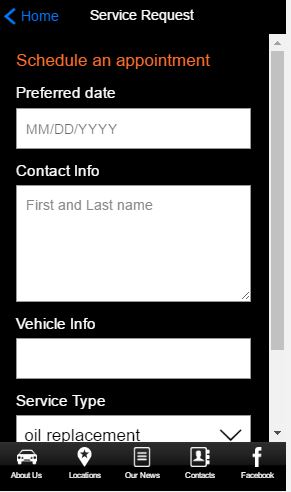 Home
Service Request
Schedule an appointment
Preferred date
MM/DD/YYYY
Contact Info
First and Last name
Vehicle Info
Service Type
oil replacement
About Us
Locations
Our News
Contacts
Facebook